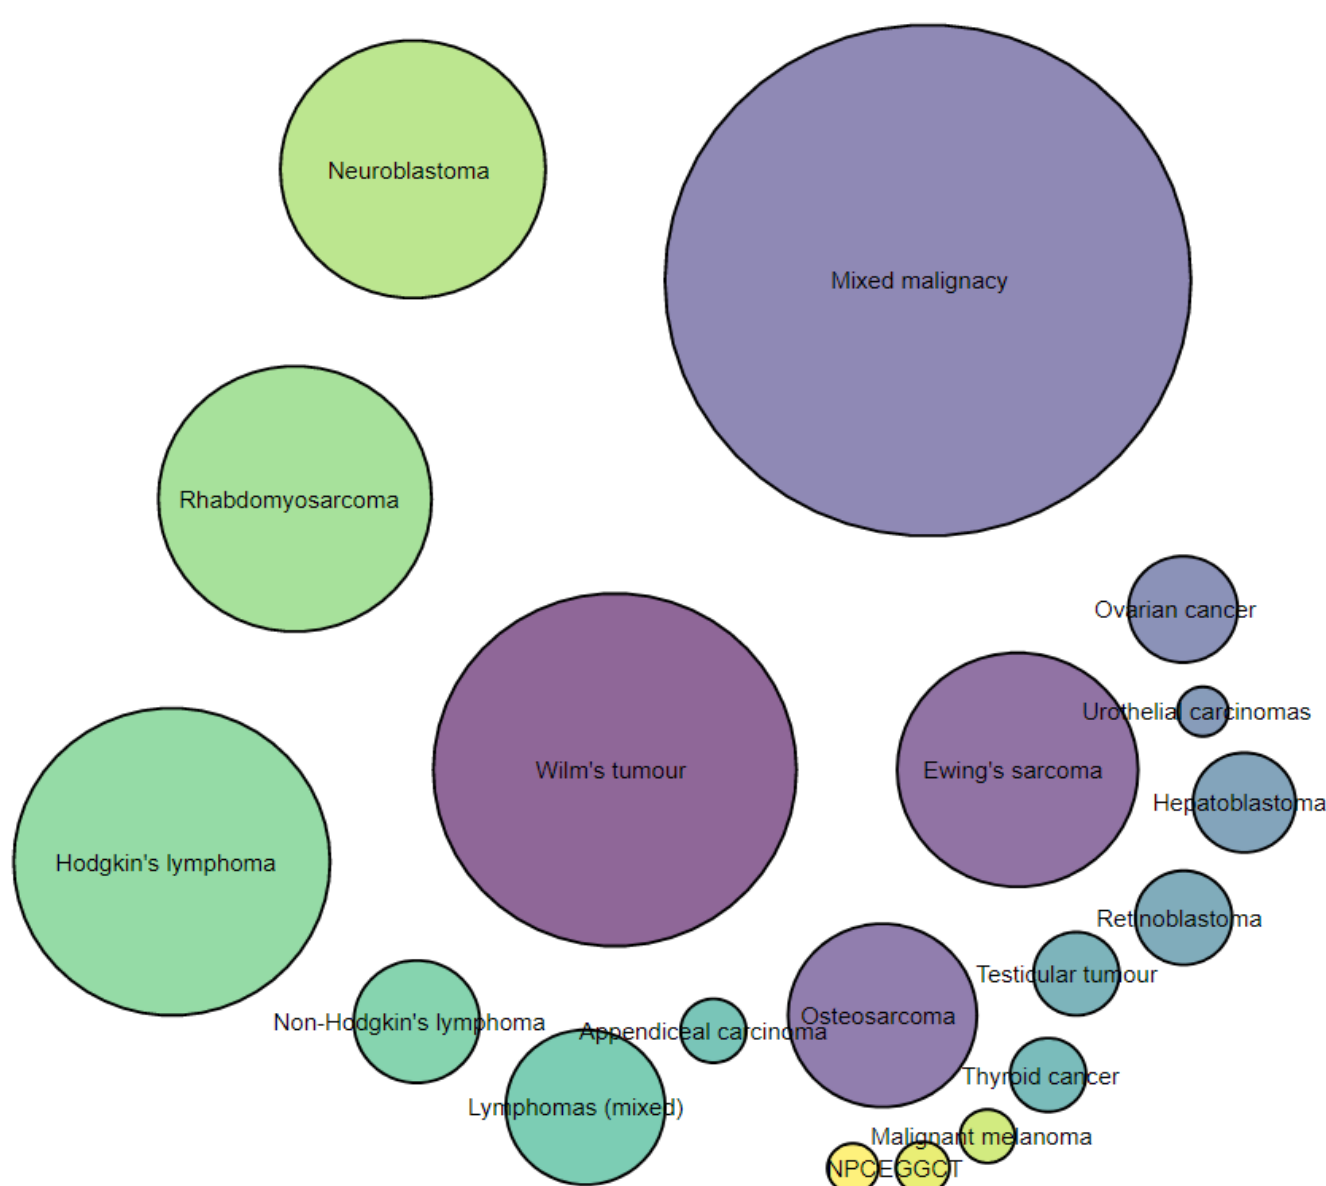 Neuroblastoma
Mixed malignacy
Rhabdomyosarcoma
Ovarian cancer
Urothelial carcinomas
Wilm's tumour
Ewing's sarcoma
Hepatoblastoma
Hodgkin's lymphoma
Retinoblastoma
Testicular tumour
Osteosarcoma
Non-Hodgkin's lymphoma
Appendiceal carcinoma
Thyroid cancer
Lymphomas (mixed)
Malignant melanoma
NPC
EGGCT